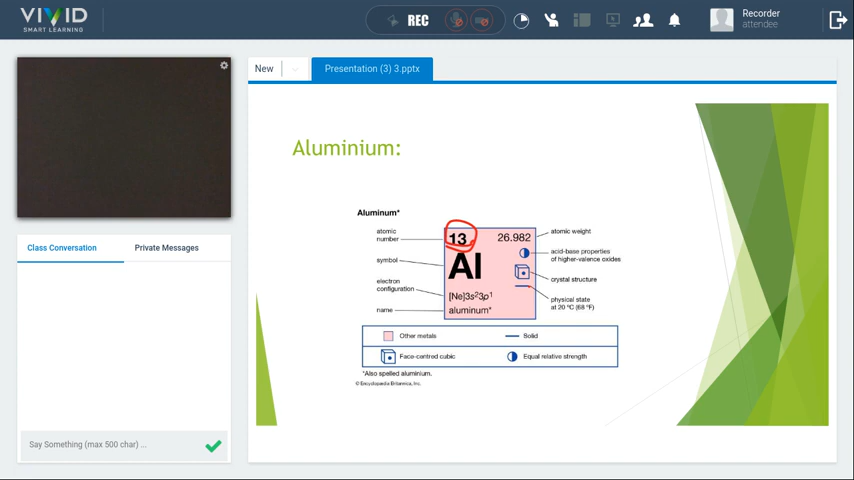 VIVID
SMART LEARNING
REC
Recorder
attendee
New
Presentation (3) 3.pptx
Class Conversation
Private Messages
Say Something (max 500 char) ...
Aluminium:
Aluminum*
atomic
number
symbol
electron
configuration
name
13
26.982
Al
[Ne]3s²3p¹
aluminum*
atomic weight
acid-base properties
of higher-valence oxides
crystal structure
physical state
at 20 °C (68 °F)
Other metals
Solid
Face-centred cubic
Equal relative strength
*Also spelled aluminium.
© Encyclopædia Britannica, Inc.